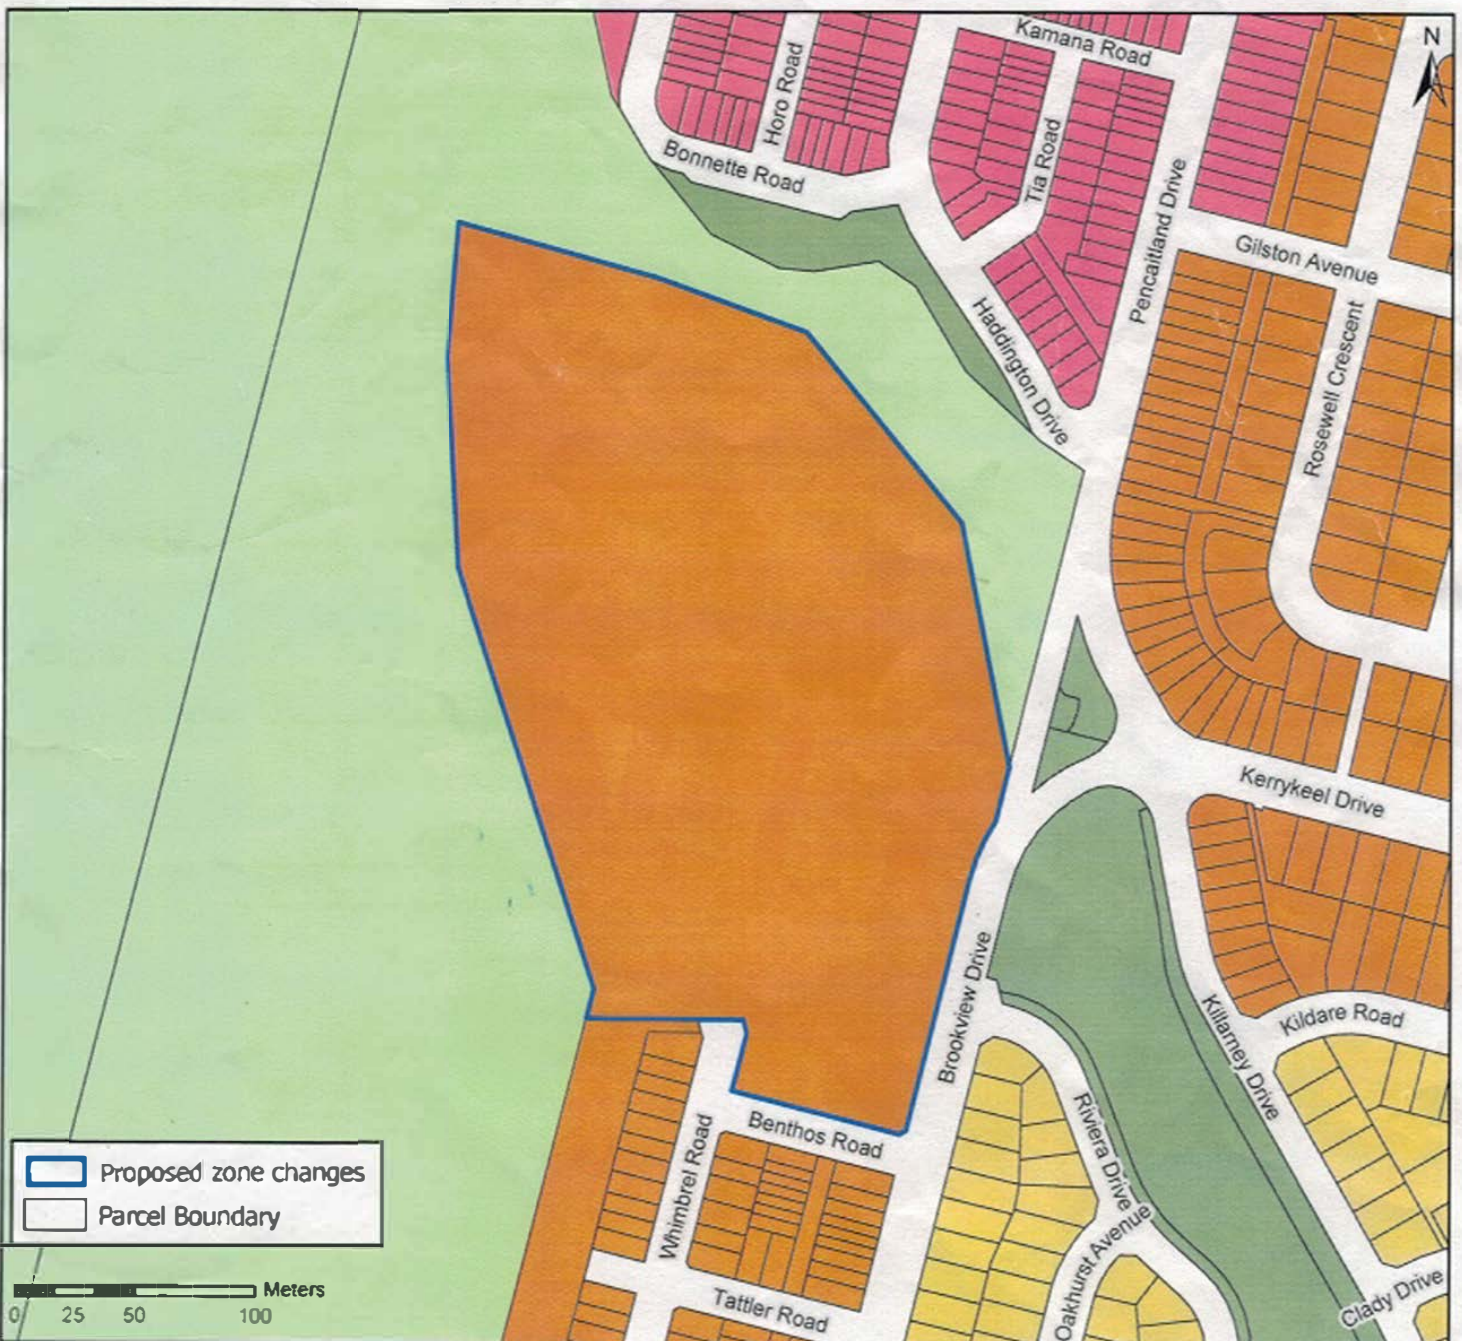 Kamana Road
N
Horo Road
Bonnette Road
Tia Road
Pencaitland Drive
Gilston Avenue
Haddington Drive
Rosewell Crescent
Kerrykeel Drive
Brookview Drive
Killarney Drive
Kildare Road
Riviera Drive
Benthos Road
Whimbrel Road
Oakhurst Avenue
Tattler Road
Clady Drive
Proposed zone changes
Parcel Boundary
Meters
0 25 50 100